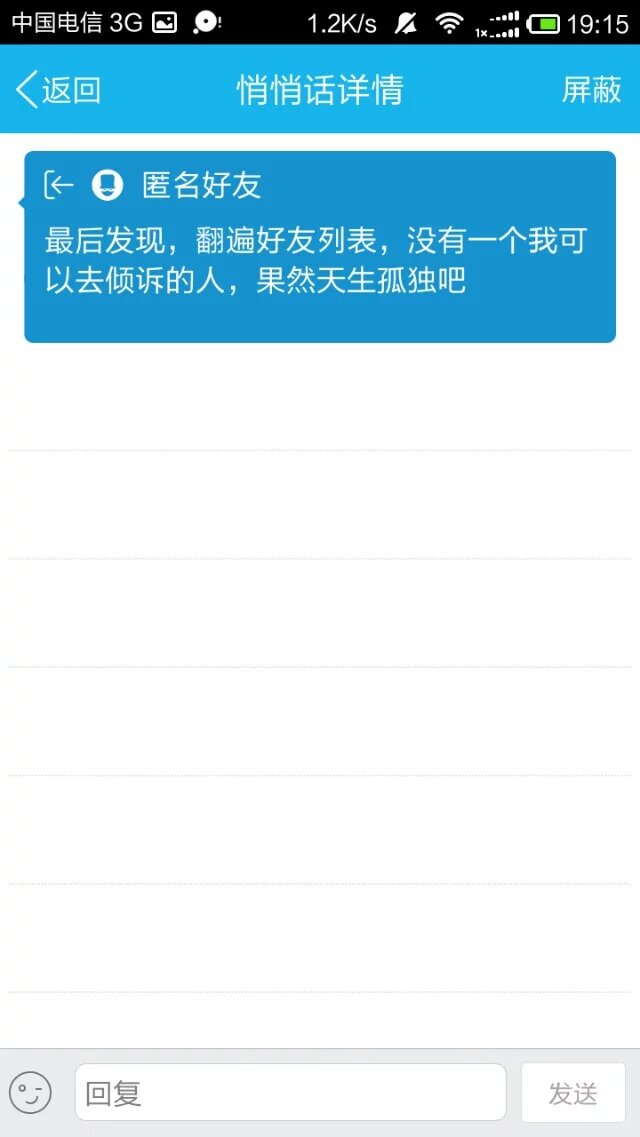 中国电信 3G 1.2K/s 1x 19:15
返回 悄悄话详情 屏蔽
匿名好友
最后发现，翻遍好友列表，没有一个我可
以去倾诉的人，果然天生孤独吧
回复 发送